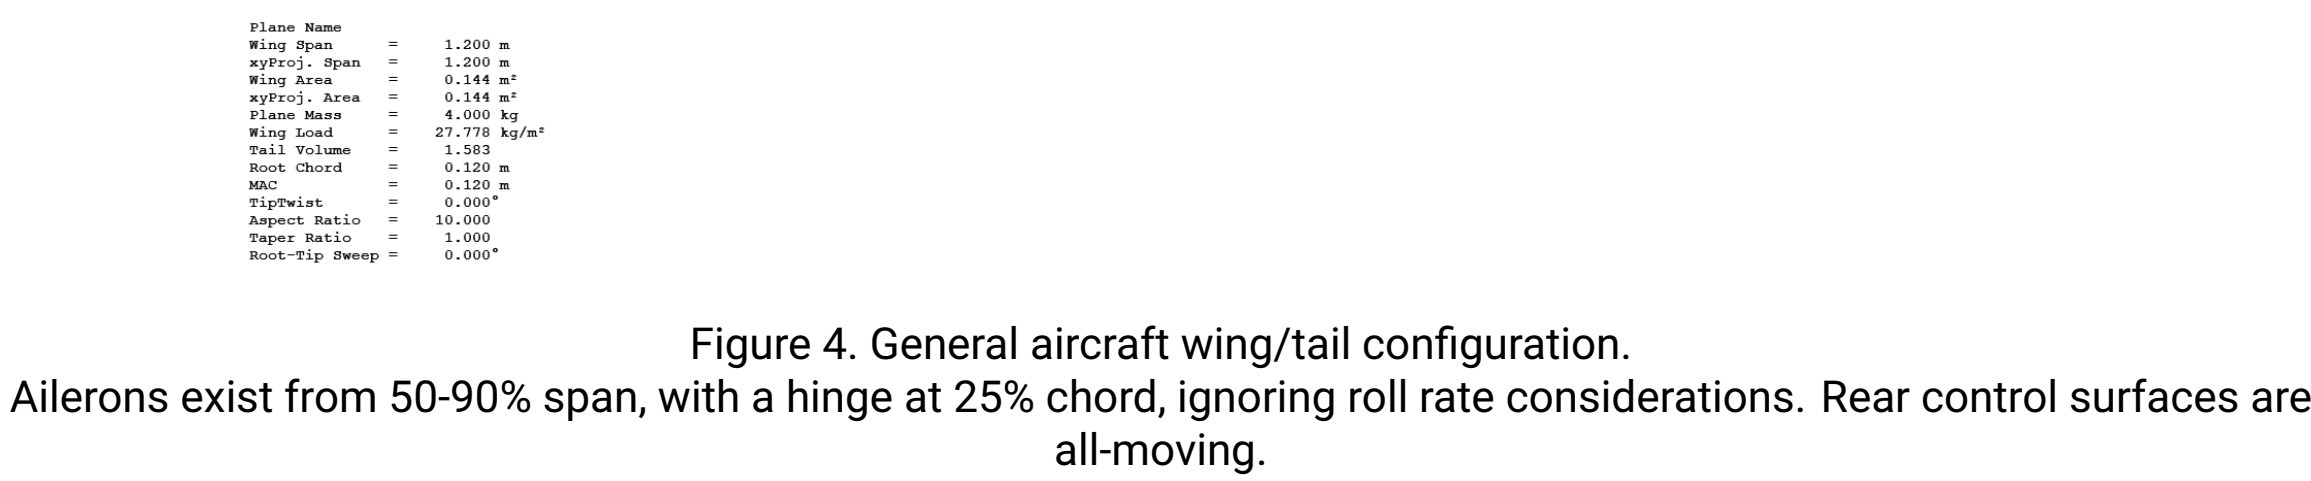 Plane Name
Wing Span = 1.200 m
xyProj. Span = 1.200 m
Wing Area = 0.144 m²
xyProj. Area = 0.144 m²
Plane Mass = 4.000 kg
Wing Load = 27.778 kg/m²
Tail Volume = 1.583
Root Chord = 0.120 m
MAC = 0.120 m
TipTwist = 0.000°
Aspect Ratio = 10.000
Taper Ratio = 1.000
Root-Tip Sweep = 0.000°
Figure 4. General aircraft wing/tail configuration.
Ailerons exist from 50-90% span, with a hinge at 25% chord, ignoring roll rate considerations. Rear control surfaces are
all-moving.